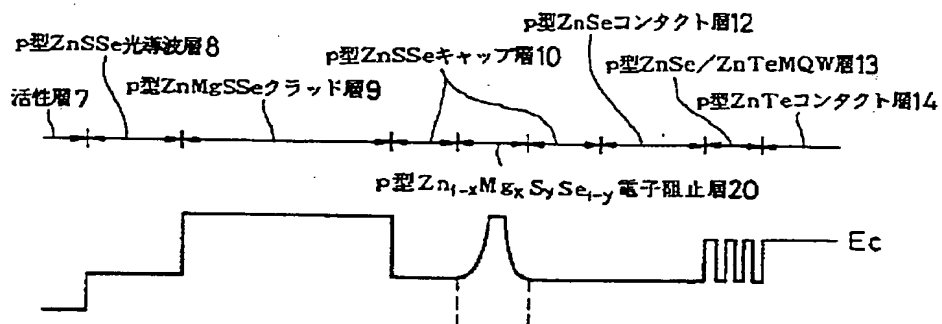 p型ZnSeコンタクト層12
p型ZnSSe光導波層8
p型ZnSSeキャップ層10
p型ZnSe/ZnTeMQW層13
活性層7
p型ZnMgSSeクラッド層9
p型ZnTeコンタクト層14
p型Zn₁₋ₓMgₓSᵧSe₁₋ᵧ電子阻止層20
Ec